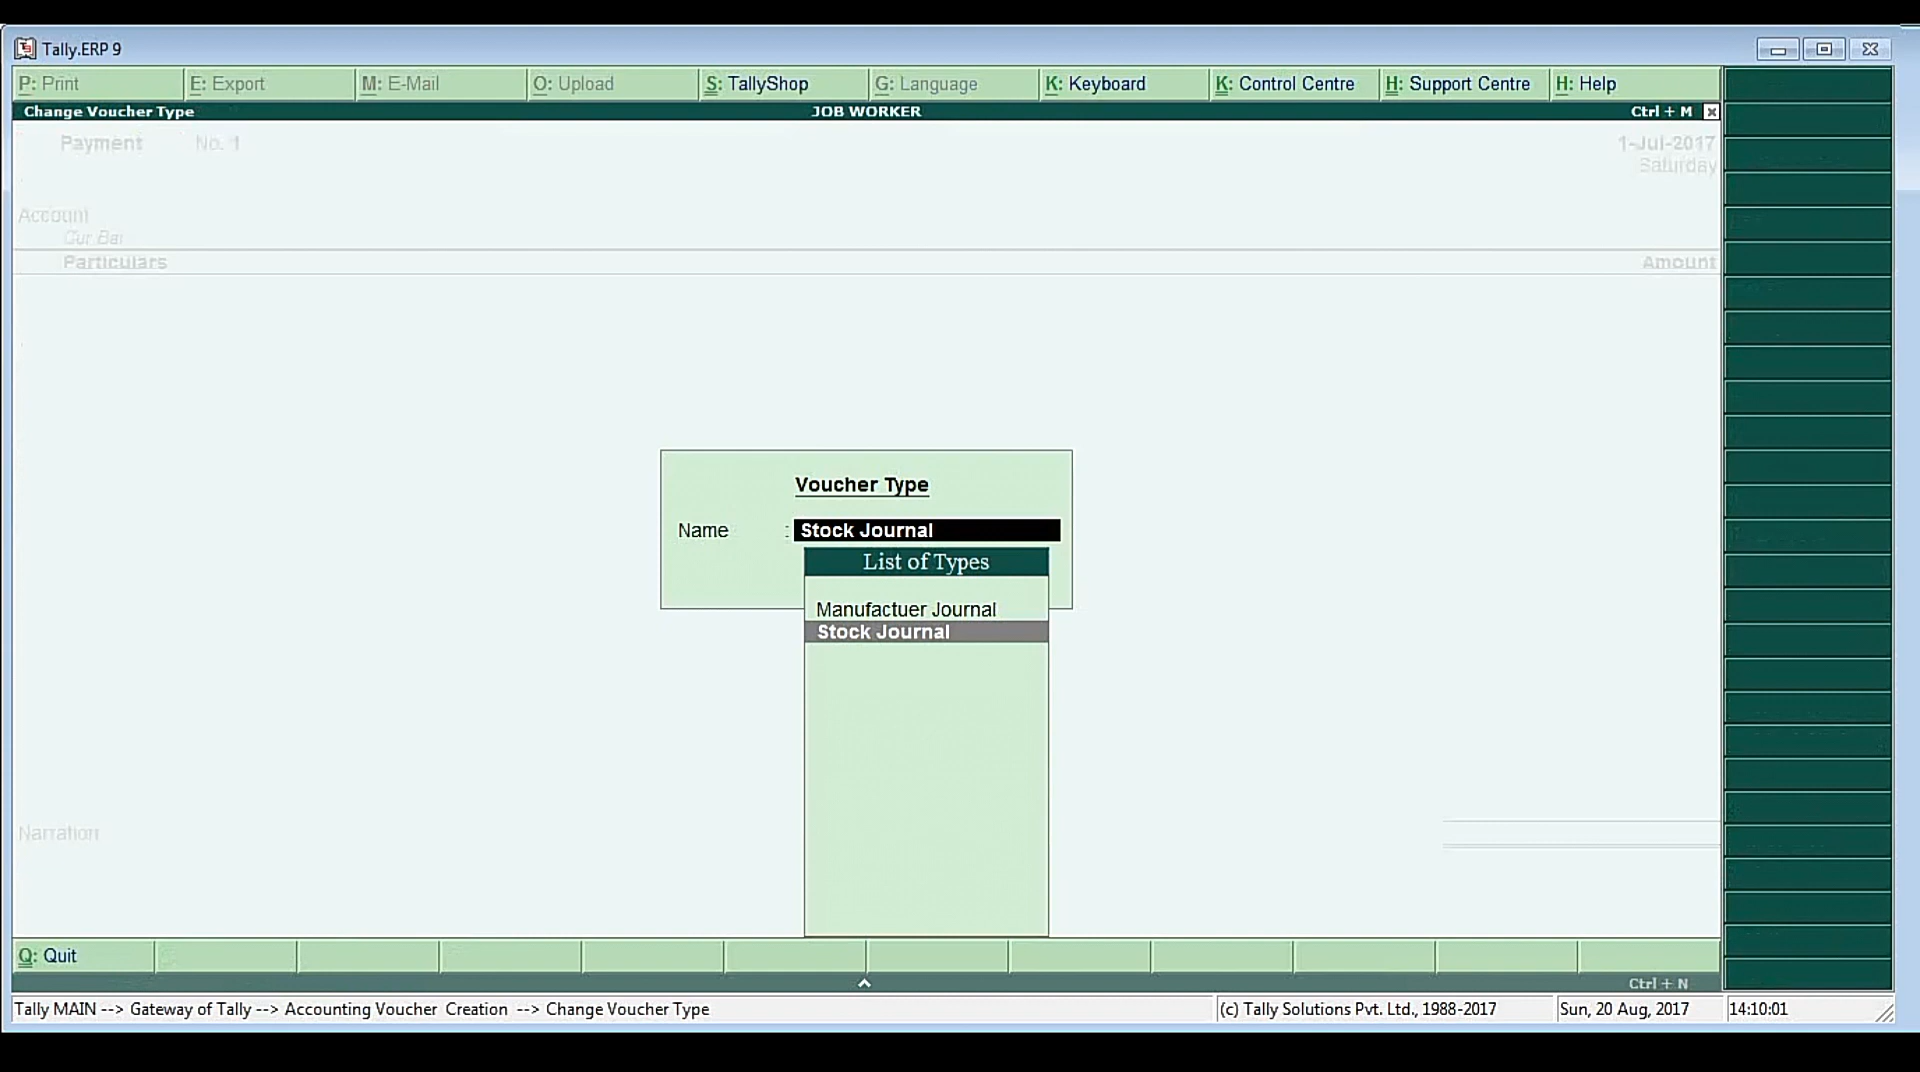 Tally.ERP 9
P: Print E: Export M: E-Mail O: Upload S: TallyShop G: Language K: Keyboard K: Control Centre H: Support Centre H: Help
Change Voucher Type JOB WORKER Ctrl + M
Payment No. 1 1-Jul-2017
Saturday
Account
Cur Bal
Particulars Amount
Voucher Type
Name : Stock Journal
List of Types
Manufactuer Journal
Stock Journal
Narration
Q: Quit
Ctrl + N
Tally MAIN --> Gateway of Tally --> Accounting Voucher Creation --> Change Voucher Type (c) Tally Solutions Pvt. Ltd., 1988-2017 Sun, 20 Aug, 2017 14:10:01